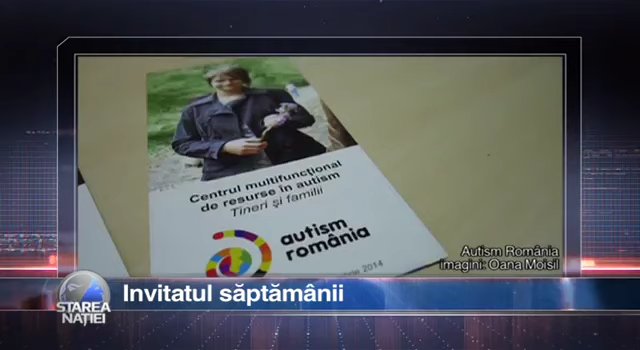 Centrul multifuncțional
de resurse în autism
Tineri și familii
autism
românia
2014
Autism România
imagini: Oana Moisil
Invitatul săptămânii
STAREA
NAȚIEI